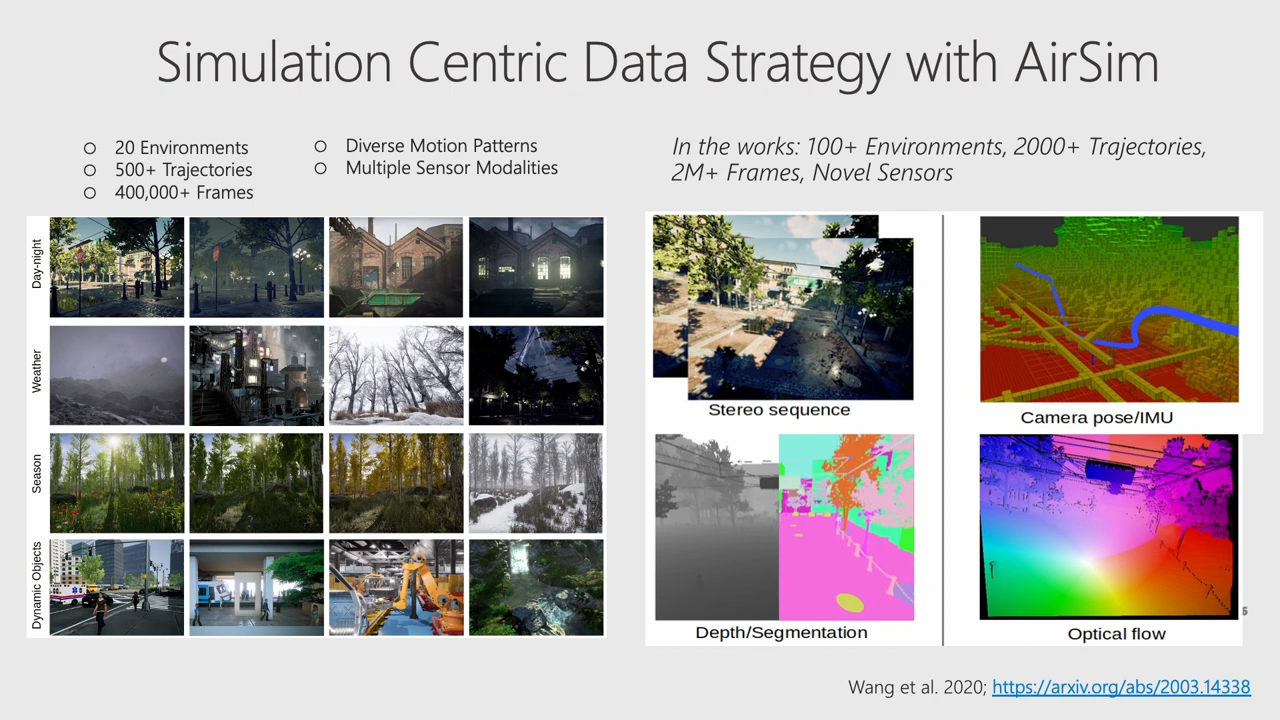 Simulation Centric Data Strategy with AirSim
○ 20 Environments
○ 500+ Trajectories
○ 400,000+ Frames
○ Diverse Motion Patterns
○ Multiple Sensor Modalities
In the works: 100+ Environments, 2000+ Trajectories,
2M+ Frames, Novel Sensors
Day-night
Weather
Season
Dynamic Objects
Stereo sequence
Camera pose/IMU
Depth/Segmentation
Optical flow
Wang et al. 2020; https://arxiv.org/abs/2003.14338